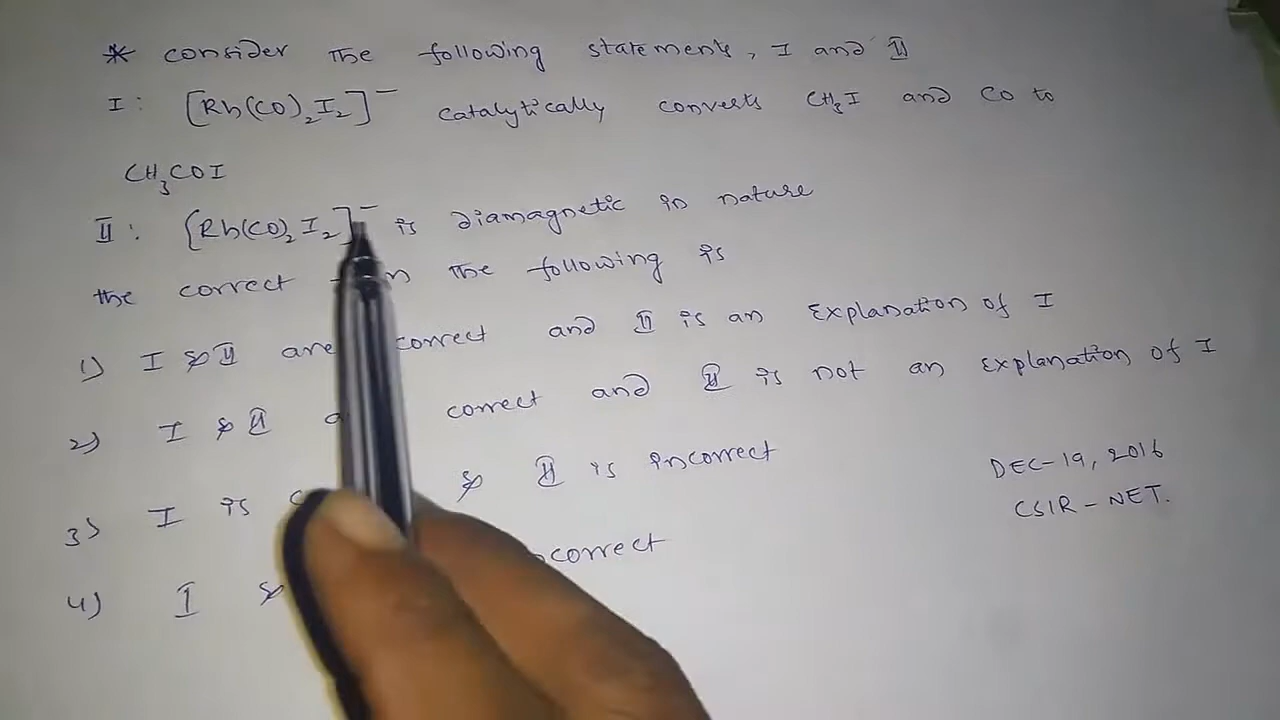 * consider the following statements, I and II
I: [Rh(CO)₂I₂]⁻ catalytically converts CH₃I and CO to
CH₃COI
II: [Rh(CO)₂I₂]⁻ is diamagnetic in nature
the correct the following is
1) I & II are correct and II is an Explanation of I
2) I & II correct and II is not an Explanation of I
3) I is & II is incorrect
4) I &
DEC-19, 2016
CSIR-NET.